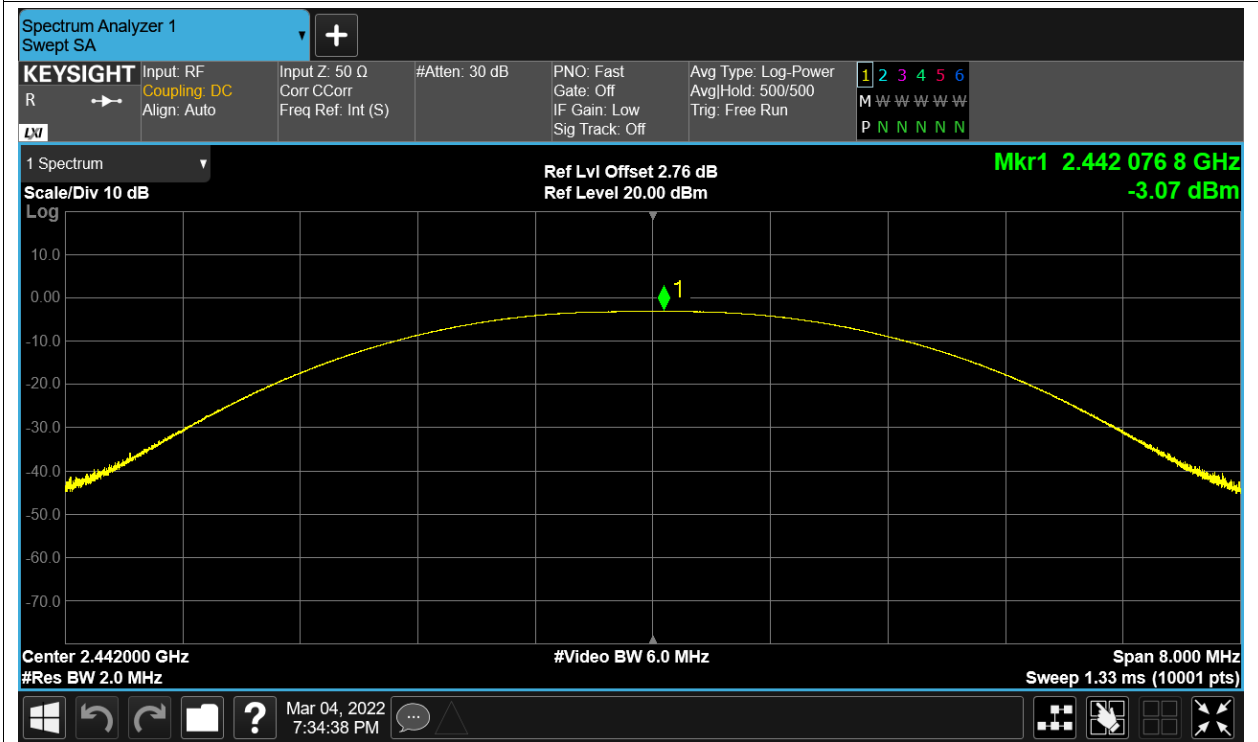 Spectrum Analyzer 1
Swept SA
KEYSIGHT
R
LXI
Input: RF
Coupling: DC
Align: Auto
Input Z: 50 Ω
Corr CCorr
Freq Ref: Int (S)
#Atten: 30 dB
PNO: Fast
Gate: Off
IF Gain: Low
Sig Track: Off
Avg Type: Log-Power
Avg|Hold: 500/500
Trig: Free Run
1 2 3 4 5 6
M W W W W W
P N N N N N
1 Spectrum
Scale/Div 10 dB
Log
Ref Lvl Offset 2.76 dB
Ref Level 20.00 dBm
Mkr1 2.442 076 8 GHz
-3.07 dBm
10.0
0.00
-10.0
-20.0
-30.0
-40.0
-50.0
-60.0
-70.0
1
Center 2.442000 GHz
#Res BW 2.0 MHz
#Video BW 6.0 MHz
Span 8.000 MHz
Sweep 1.33 ms (10001 pts)
?
Mar 04, 2022
7:34:38 PM